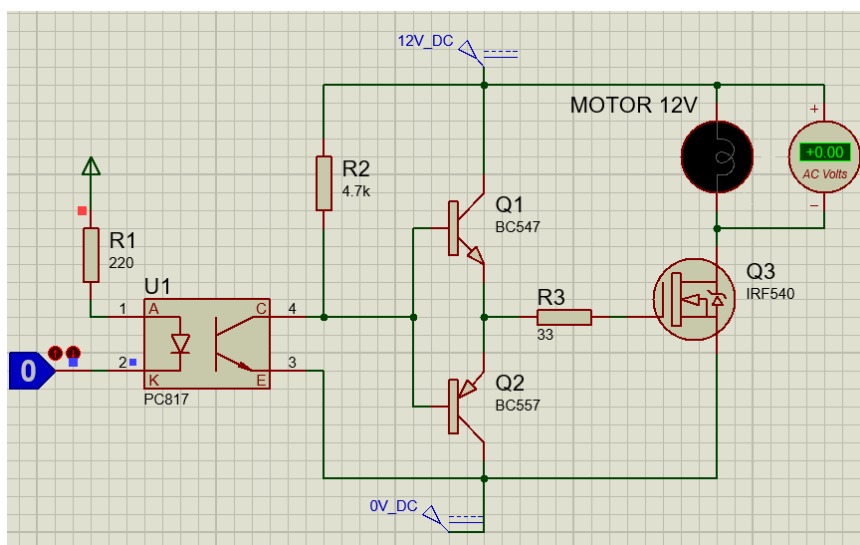 12V_DC
MOTOR 12V
+
+0.00
AC Volts
−
R2
4.7k
Q1
BC547
R1
220
U1
Q3
IRF540
R3
33
1
A
C
4
0
2
K
E
3
PC817
Q2
BC557
0V_DC